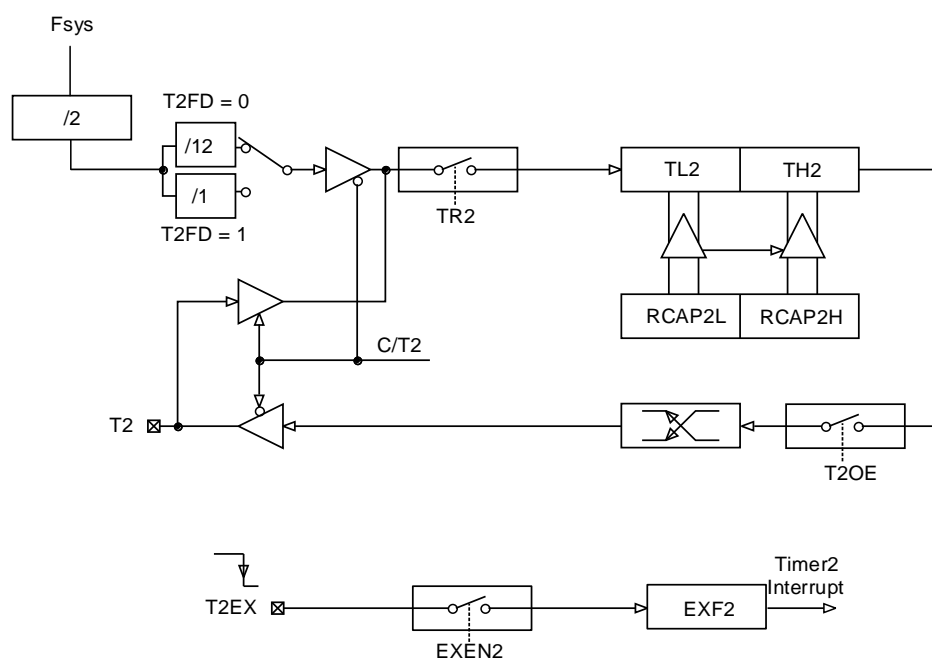 Fsys
/2
T2FD = 0
/12
/1
T2FD = 1
TR2
TL2
TH2
RCAP2L
RCAP2H
C/T2
T2
T2OE
T2EX
EXEN2
EXF2
Timer2
Interrupt